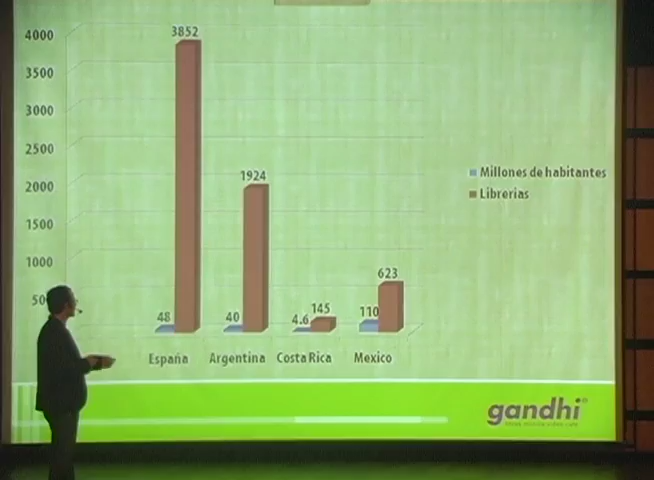 4000
3500
3000
2500
2000
1500
1000
50
3852
1924
623
145
48
40
4.6
110
España
Argentina
Costa Rica
Mexico
Millones de habitantes
Librerias
gandhi